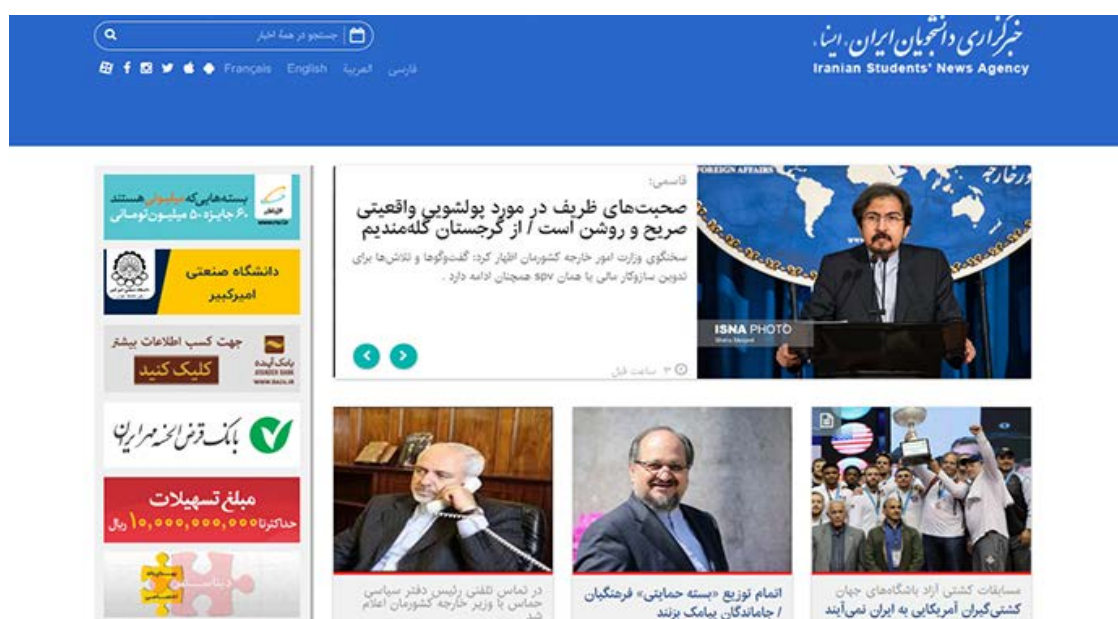 خبرگزاری دانشجویان ایران، ایسنا،
Iranian Students' News Agency
جستجو در همهٔ اخبار
فارسی العربية English Français
قاسمی:
صحبت‌های ظریف در مورد پولشویی واقعیتی
صریح و روشن است / از گرجستان گله‌مندیم
سخنگوی وزارت امور خارجه کشورمان اظهار کرد: گفت‌وگوها و تلاش‌ها برای
تدوین سازوکار مالی یا همان spv همچنان ادامه دارد .
۳ ساعت قبل
FOREIGN AFFAIRS
ISNA PHOTO
مسابقات کشتی آزاد باشگاه‌های جهان
کشتی‌گیران آمریکایی به ایران نمی‌آیند
اتمام توزیع «بسته حمایتی» فرهنگیان
/ جاماندگان پیامک بزنند
در تماس تلفنی رئیس دفتر سیاسی
حماس با وزیر خارجه کشورمان اعلام
شد
بسته‌هایی‌که میلیونی هستند
۶۰ جایزه ۵۰ میلیون‌تومانی
دانشگاه صنعتی
امیرکبیر
جهت کسب اطلاعات بیشتر
کلیک کنید
بانک آینده
AYANDEH BANK
بانک قرض الحسنه مهر ایران
مبلغ تسهیلات
حداکثرتا ۱۰,۰۰۰,۰۰۰,۰۰۰ ریال